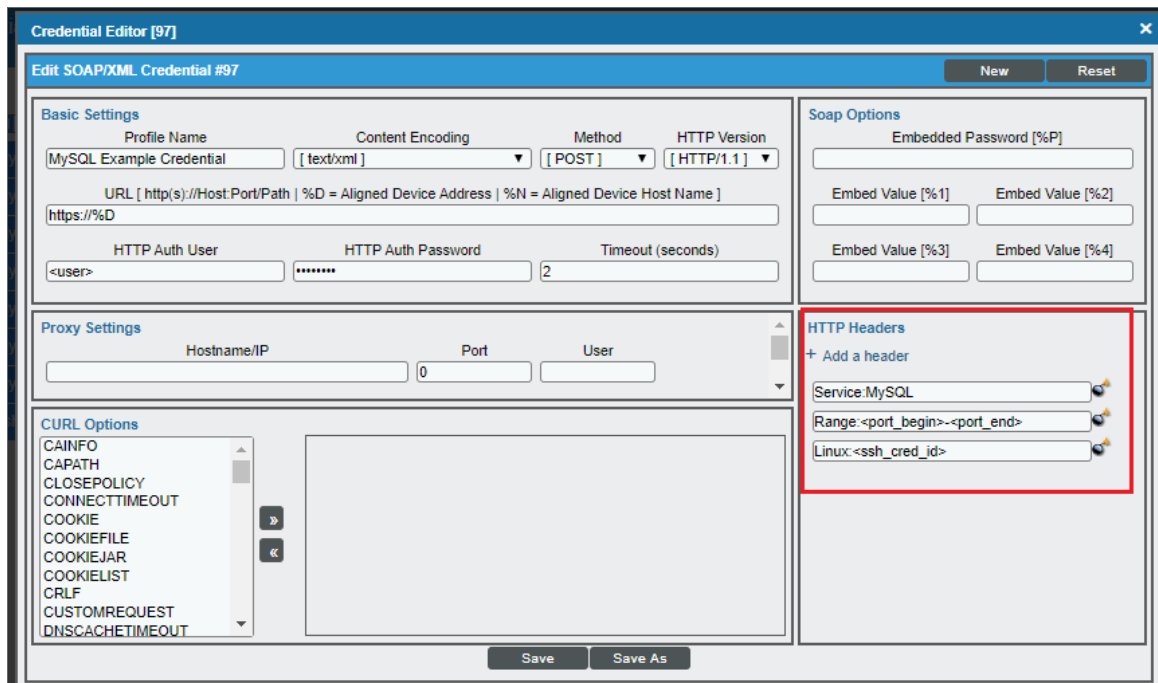 Credential Editor [97]
×
Edit SOAP/XML Credential #97
New
Reset
Basic Settings
Profile Name
Content Encoding
Method
HTTP Version
MySQL Example Credential
[ text/xml ]
[ POST ]
[ HTTP/1.1 ]
URL [ http(s)://Host:Port/Path | %D = Aligned Device Address | %N = Aligned Device Host Name ]
https://%D
HTTP Auth User
HTTP Auth Password
Timeout (seconds)
<user>
••••••••
2
Soap Options
Embedded Password [%P]
Embed Value [%1]
Embed Value [%2]
Embed Value [%3]
Embed Value [%4]
Proxy Settings
Hostname/IP
Port
User
0
HTTP Headers
+ Add a header
Service:MySQL
Range:<port_begin>-<port_end>
Linux:<ssh_cred_id>
CURL Options
CAINFO
CAPATH
CLOSEPOLICY
CONNECTTIMEOUT
COOKIE
COOKIEFILE
COOKIEJAR
COOKIELIST
CRLF
CUSTOMREQUEST
DNSCACHETIMEOUT
»
«
Save
Save As